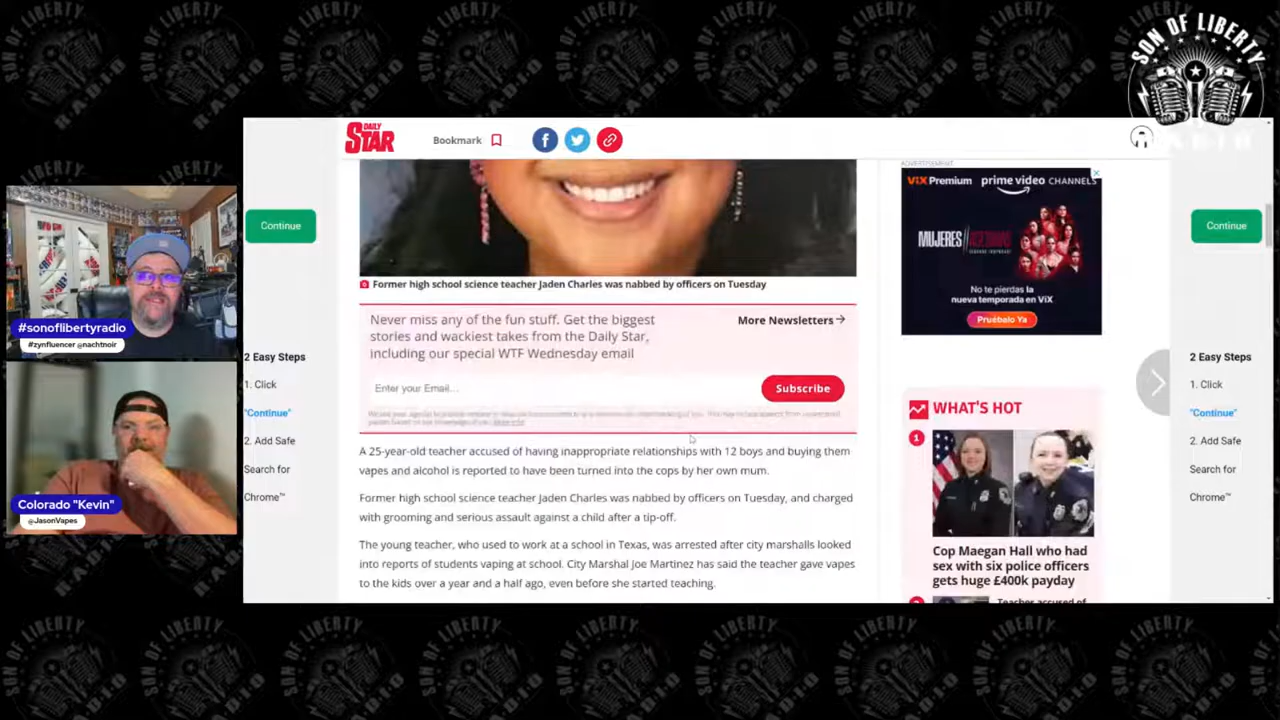 SON OF LIBERTY
RADIO
DAILY
STAR
Bookmark
ADVERTISEMENT
ViX Premium prime video CHANNELS
MUJERES ASESINAS
No te pierdas la
nueva temporada en ViX
Pruébelo Ya
Continue
Continue
Former high school science teacher Jaden Charles was nabbed by officers on Tuesday
Never miss any of the fun stuff. Get the biggest
stories and wackiest takes from the Daily Star,
including our special WTF Wednesday email
More Newsletters
Enter your Email...
Subscribe
#sonoflibertyradio
#zynfluencer @nachtnoir
Colorado "Kevin"
@JasonVapes
2 Easy Steps
1. Click
"Continue"
2. Add Safe
Search for
Chrome™
A 25-year-old teacher accused of having inappropriate relationships with 12 boys and buying them
vapes and alcohol is reported to have been turned into the cops by her own mum.
Former high school science teacher Jaden Charles was nabbed by officers on Tuesday, and charged
with grooming and serious assault against a child after a tip-off.
The young teacher, who used to work at a school in Texas, was arrested after city marshalls looked
into reports of students vaping at school. City Marshal Joe Martinez has said the teacher gave vapes
to the kids over a year and a half ago, even before she started teaching.
WHAT'S HOT
1
Cop Maegan Hall who had
sex with six police officers
gets huge £400k payday
Teacher accused of
2 Easy Steps
1. Click
"Continue"
2. Add Safe
Search for
Chrome™